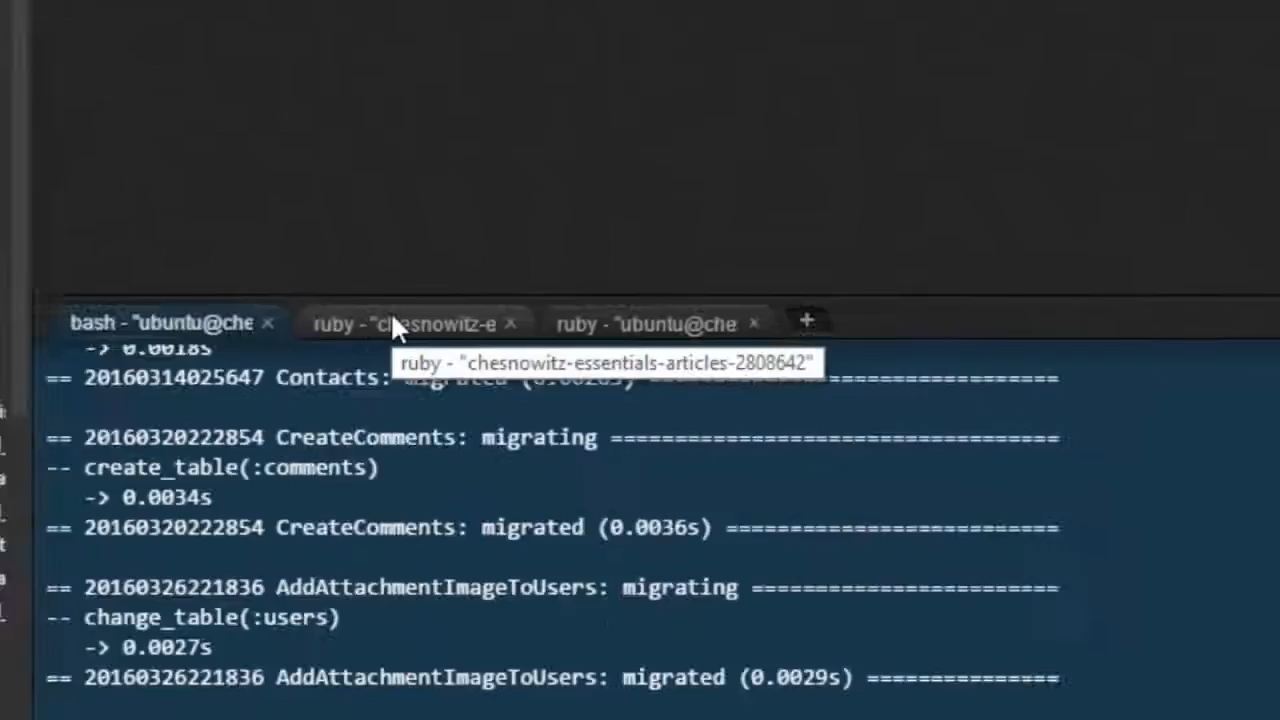 bash - "ubuntu@che × ruby - "chesnowitz-e × ruby - "ubuntu@che × +
ruby - "chesnowitz-essentials-articles-2808642"
-> 0.0018s
== 20160314025647 Contacts: migrated ================
== 20160320222854 CreateComments: migrating ===================================
-- create_table(:comments)
-> 0.0034s
== 20160320222854 CreateComments: migrated (0.0036s) ==========================
== 20160326221836 AddAttachmentImageToUsers: migrating ========================
-- change_table(:users)
-> 0.0027s
== 20160326221836 AddAttachmentImageToUsers: migrated (0.0029s) ===============